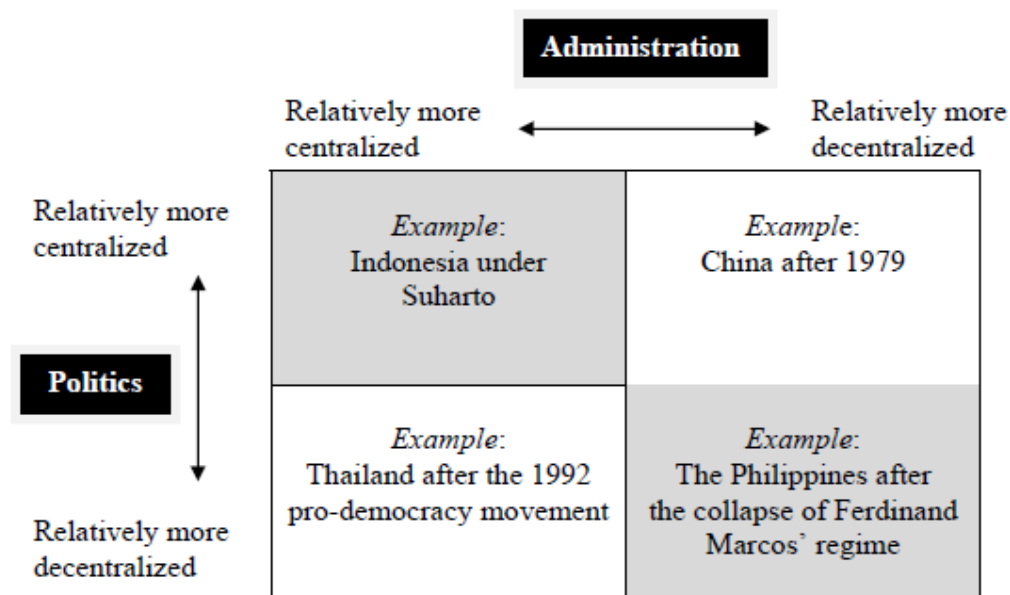 Administration
Relatively more
centralized
Relatively more
decentralized
Relatively more
centralized
Politics
Relatively more
decentralized
Example:
Indonesia under
Suharto
Example:
China after 1979
Example:
Thailand after the 1992
pro-democracy movement
Example:
The Philippines after
the collapse of Ferdinand
Marcos’ regime